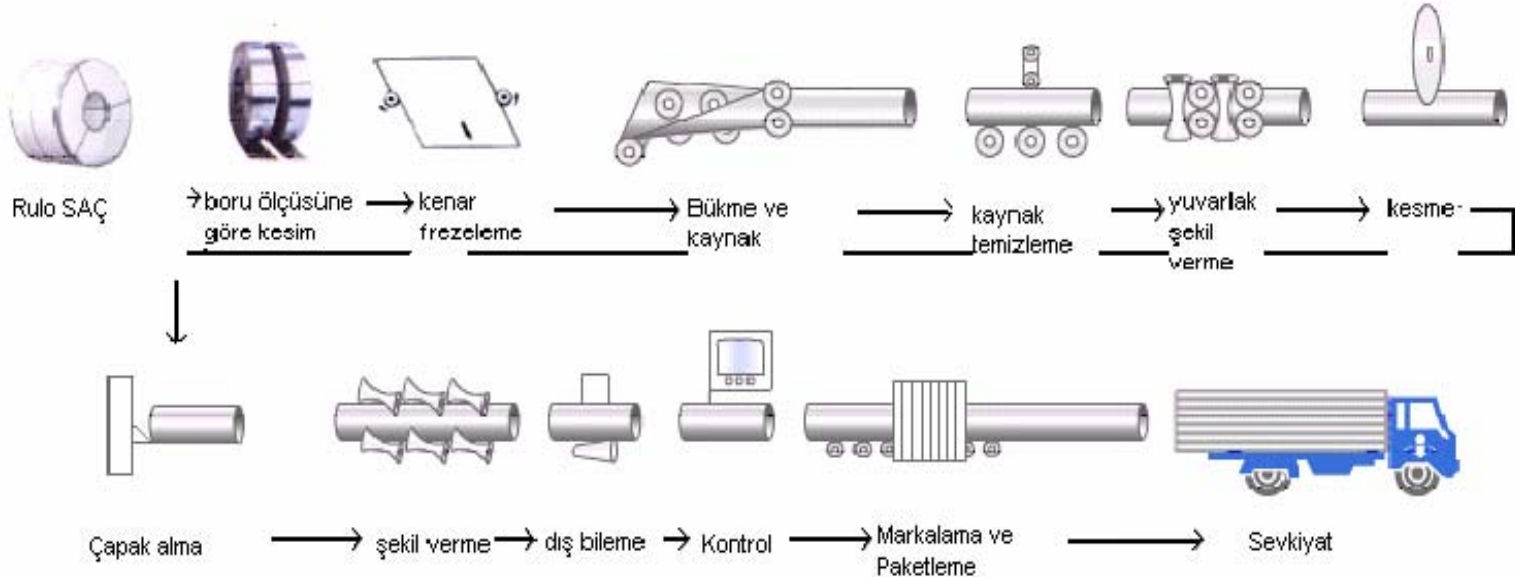 Rulo SAÇ
boru ölçüsüne
göre kesim
kenar
frezeleme
Bükme ve
kaynak
kaynak
temizleme
yuvarlak
şekil
verme
kesme
Çapak alma
şekil verme
dış bileme
Kontrol
Markalama ve
Paketleme
Sevkiyat